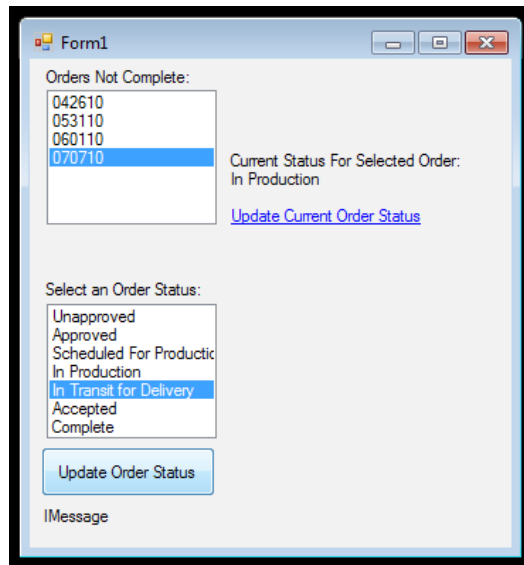 Form1
Orders Not Complete:
042610
053110
060110
070710
Current Status For Selected Order:
In Production
Update Current Order Status
Select an Order Status:
Unapproved
Approved
Scheduled For Productic
In Production
In Transit for Delivery
Accepted
Complete
Update Order Status
lMessage